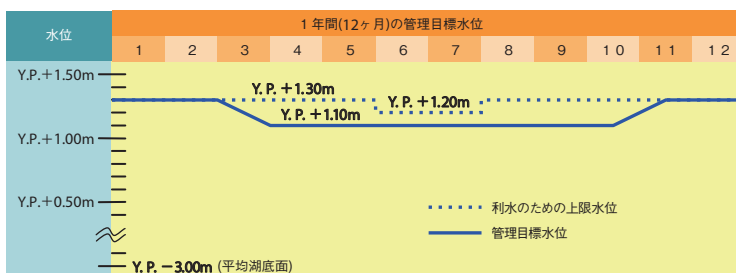 水位
1年間(12ヶ月)の管理目標水位
1 2 3 4 5 6 7 8 9 10 11 12
Y.P.+1.50m
Y.P.+1.30m
Y.P.+1.20m
Y.P.+1.10m
Y.P.+1.00m
Y.P.+0.50m
利水のための上限水位
管理目標水位
Y.P.-3.00m (平均湖底面)